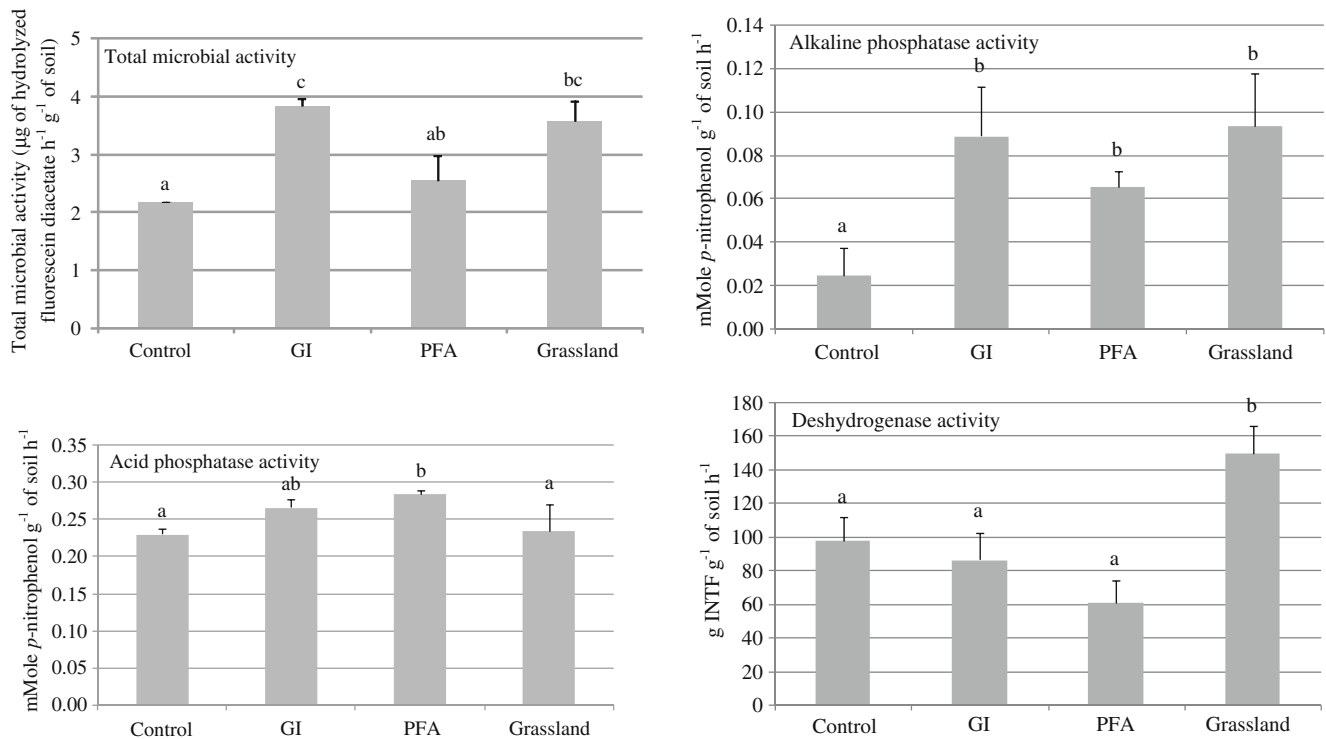 Total microbial activity (µg of hydrolyzed
fluorescein diacetate h-1 g-1 of soil)
5
4
3
2
1
0
Total microbial activity
a
c
ab
bc
Control GI PFA Grassland
mMole p-nitrophenol g-1 of soil h-1
0.14
0.12
0.10
0.08
0.06
0.04
0.02
0.00
Alkaline phosphatase activity
a
b
b
b
Control GI PFA Grassland
mMole p-nitrophenol g-1 of soil h-1
0.35
0.30
0.25
0.20
0.15
0.10
0.05
0.00
Acid phosphatase activity
a
ab
b
a
Control GI PFA Grassland
g INTF g-1 of soil h-1
180
160
140
120
100
80
60
40
20
0
Deshydrogenase activity
a
a
a
b
Control GI PFA Grassland